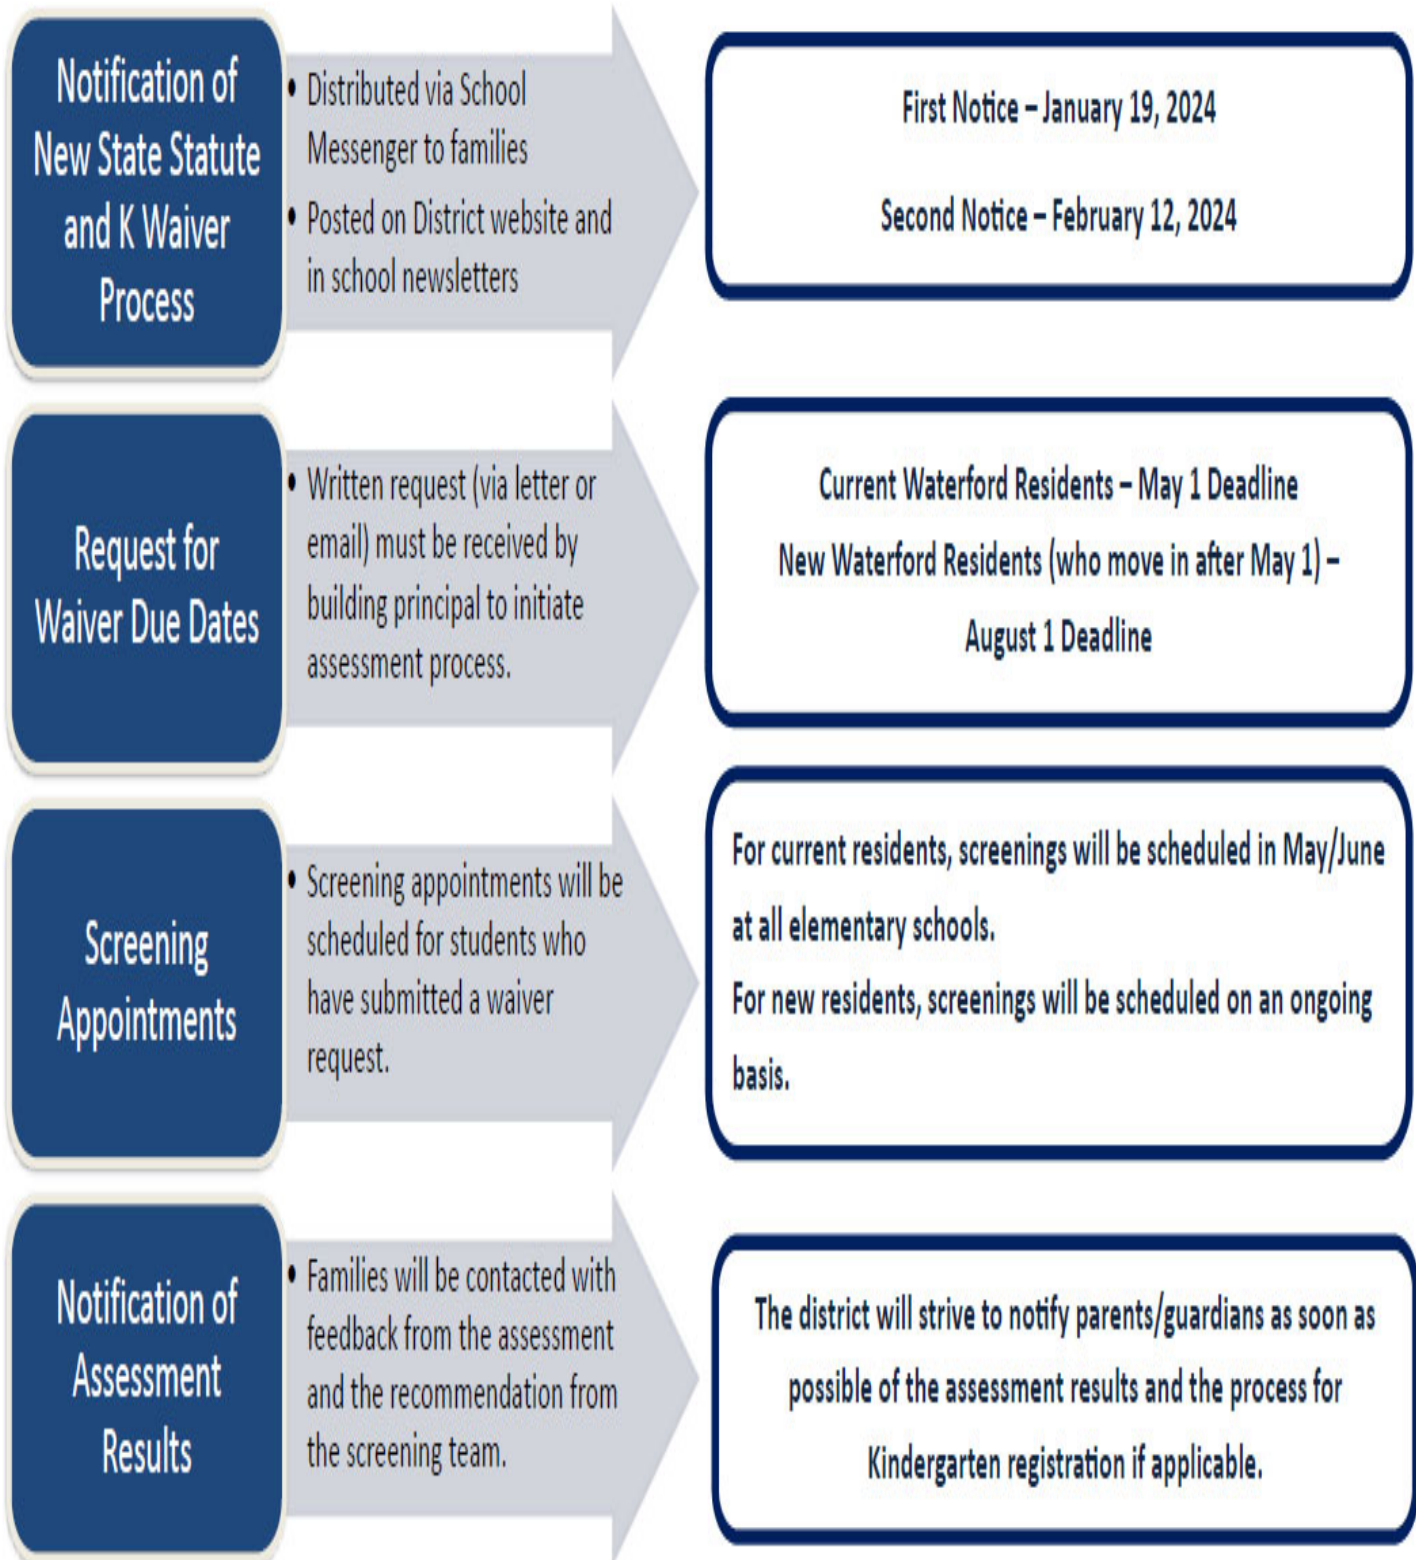 Notification of
New State Statute
and K Waiver
Process
• Distributed via School
Messenger to families
• Posted on District website and
in school newsletters
First Notice – January 19, 2024
Second Notice – February 12, 2024
Request for
Waiver Due Dates
• Written request (via letter or
email) must be received by
building principal to initiate
assessment process.
Current Waterford Residents – May 1 Deadline
New Waterford Residents (who move in after May 1) –
August 1 Deadline
Screening
Appointments
• Screening appointments will be
scheduled for students who
have submitted a waiver
request.
For current residents, screenings will be scheduled in May/June
at all elementary schools.
For new residents, screenings will be scheduled on an ongoing
basis.
Notification of
Assessment
Results
• Families will be contacted with
feedback from the assessment
and the recommendation from
the screening team.
The district will strive to notify parents/guardians as soon as
possible of the assessment results and the process for
Kindergarten registration if applicable.